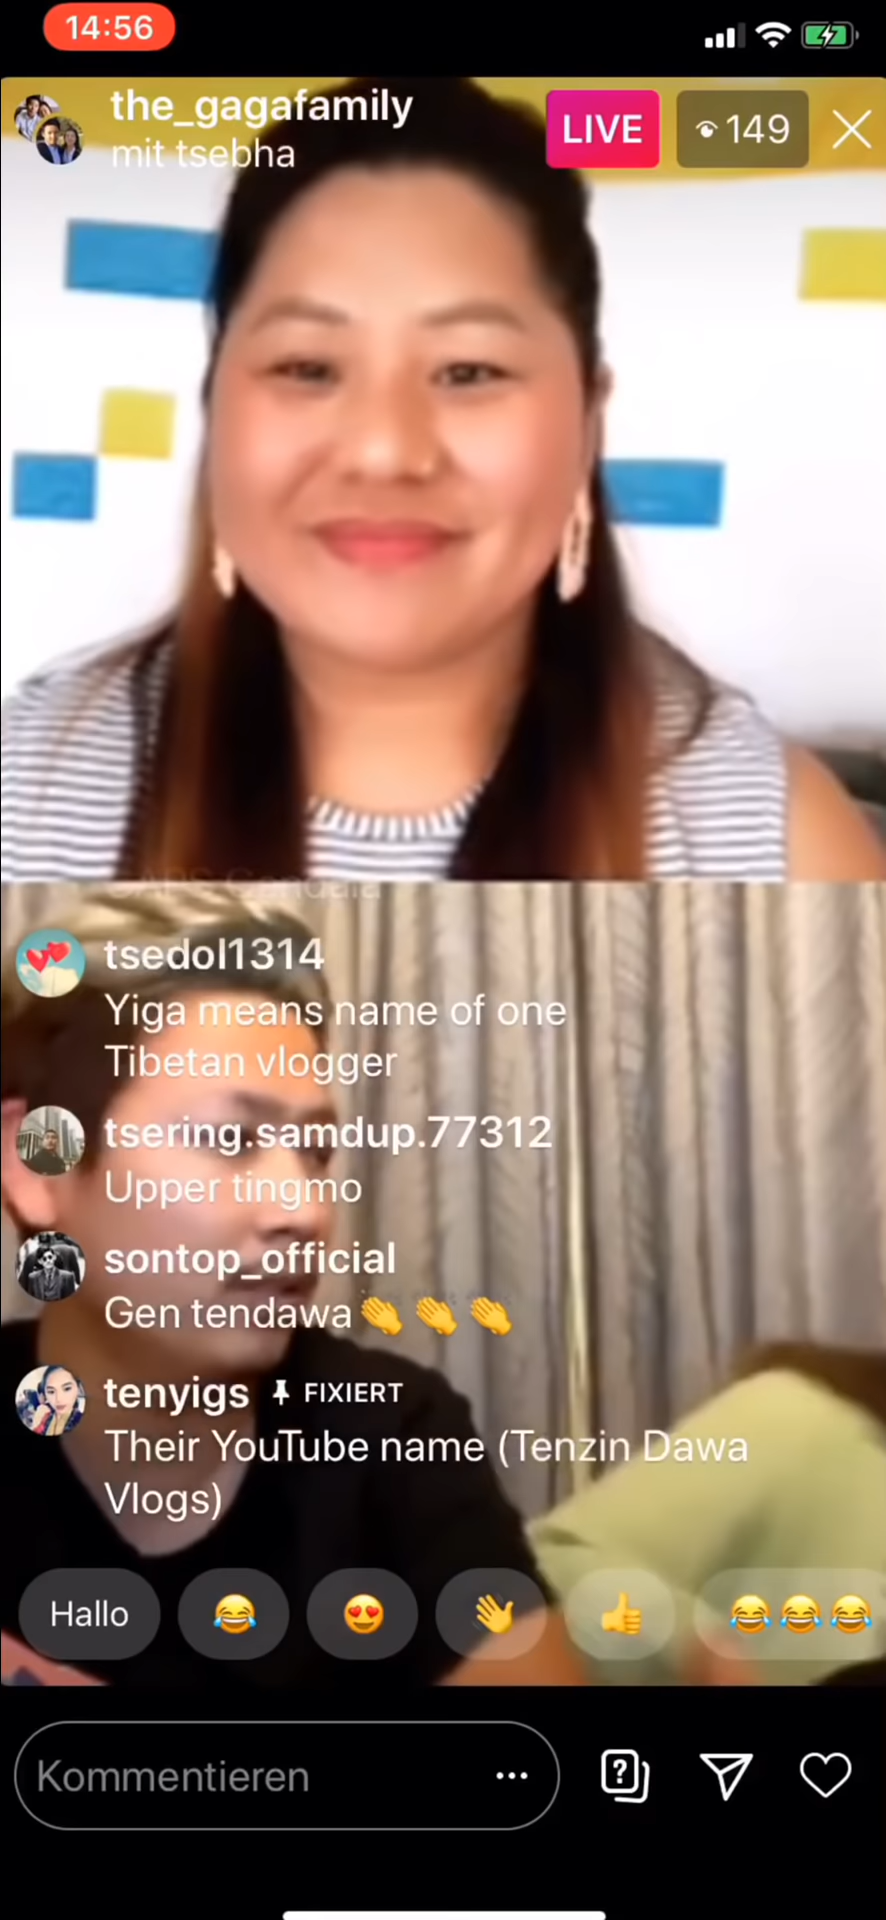 14:56
the_gagafamily
mit tsebha
LIVE
149
tsedol1314
Yiga means name of one
Tibetan vlogger
tsering.samdup.77312
Upper tingmo
sontop_official
Gen tendawa👏👏👏
tenyigs FIXIERT
Their YouTube name (Tenzin Dawa
Vlogs)
Hallo 😂 😍 👋 👍 😂😂😂
Kommentieren